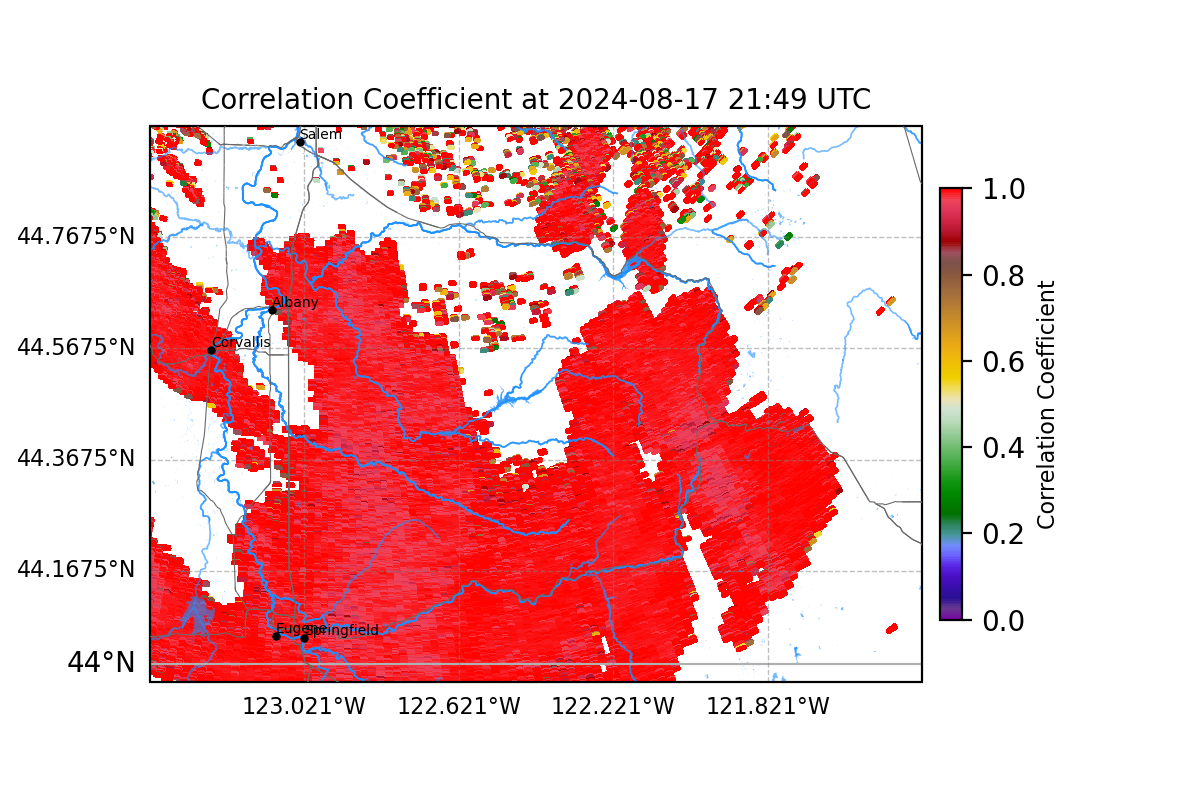 Correlation Coefficient at 2024-08-17 21:49 UTC
Salem
44.7675°N
Albany
44.5675°N
Corvallis
44.3675°N
44.1675°N
Eugene
Springfield
44°N
123.021°W 122.621°W 122.221°W 121.821°W
1.0
0.8
0.6
0.4
0.2
0.0
Correlation Coefficient